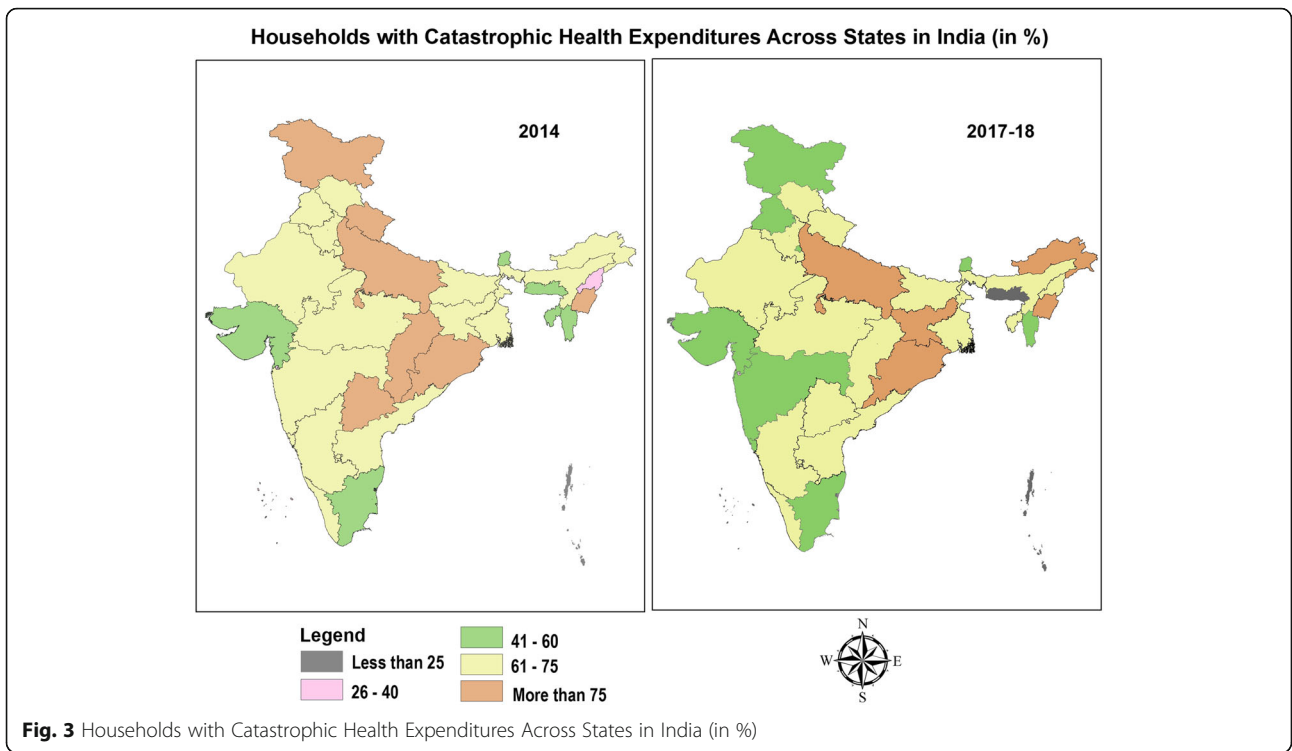 Households with Catastrophic Health Expenditures Across States in India (in %)
2014
2017-18
Legend
Less than 25
26 - 40
41 - 60
61 - 75
More than 75
N
W E
S
Fig. 3 Households with Catastrophic Health Expenditures Across States in India (in %)